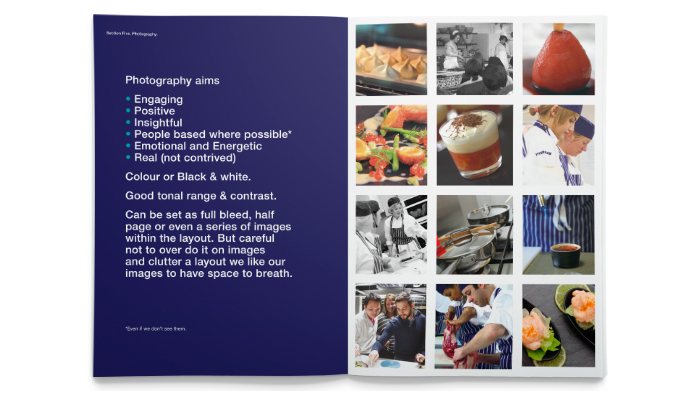 Section Five. Photography.
Photography aims
• Engaging
• Positive
• Insightful
• People based where possible*
• Emotional and Energetic
• Real (not contrived)
Colour or Black & white.
Good tonal range & contrast.
Can be set as full bleed, half
page or even a series of images
within the layout. But careful
not to over do it on images
and clutter a layout we like our
images to have space to breath.
*Even if we don't see them.